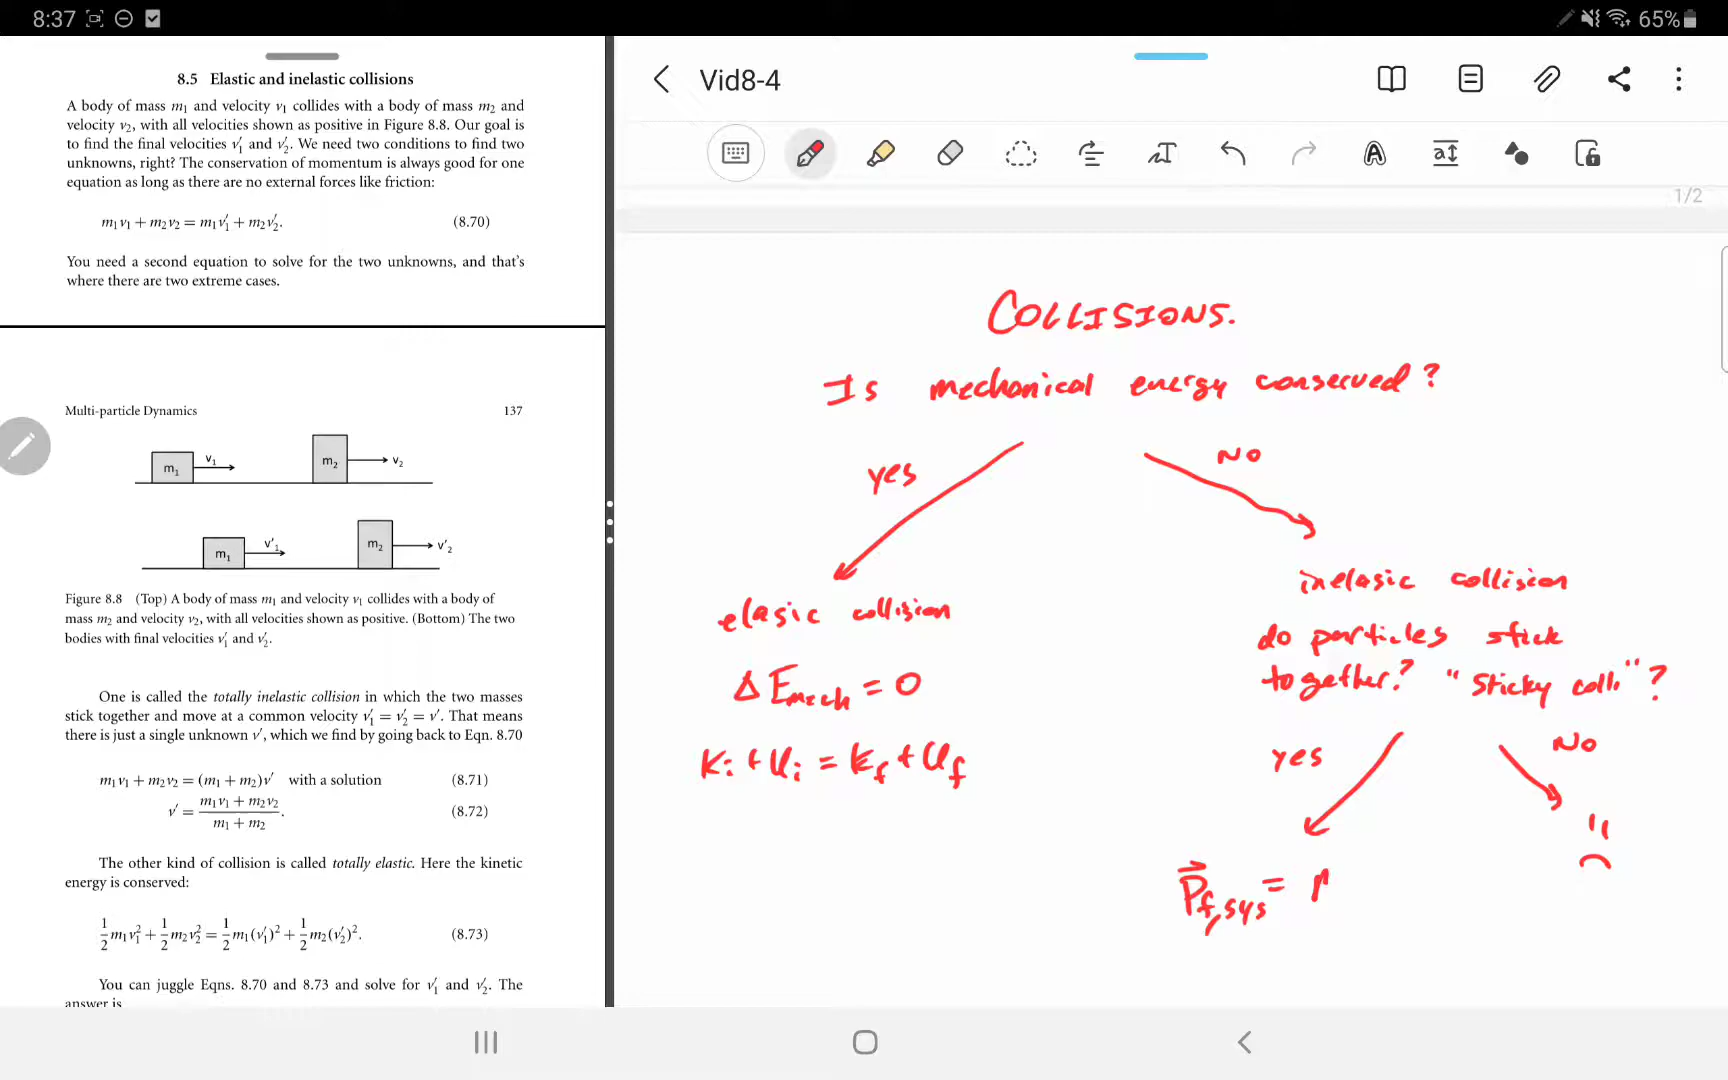 8:37
65%
8.5 Elastic and inelastic collisions
A body of mass m₁ and velocity v₁ collides with a body of mass m₂ and
velocity v₂, with all velocities shown as positive in Figure 8.8. Our goal is
to find the final velocities v′₁ and v′₂. We need two conditions to find two
unknowns, right? The conservation of momentum is always good for one
equation as long as there are no external forces like friction:
m₁v₁ + m₂v₂ = m₁v′₁ + m₂v′₂. (8.70)
You need a second equation to solve for the two unknowns, and that's
where there are two extreme cases.
Multi-particle Dynamics 137
m₁ v₁ m₂ v₂
m₁ v'₁ m₂ v'₂
Figure 8.8 (Top) A body of mass m₁ and velocity v₁ collides with a body of
mass m₂ and velocity v₂, with all velocities shown as positive. (Bottom) The two
bodies with final velocities v′₁ and v′₂.
One is called the totally inelastic collision in which the two masses
stick together and move at a common velocity v′₁ = v′₂ = v′. That means
there is just a single unknown v′, which we find by going back to Eqn. 8.70
m₁v₁ + m₂v₂ = (m₁ + m₂)v′ with a solution (8.71)
v′ = (m₁v₁ + m₂v₂)/(m₁ + m₂). (8.72)
The other kind of collision is called totally elastic. Here the kinetic
energy is conserved:
1/2 m₁v₁² + 1/2 m₂v₂² = 1/2 m₁(v′₁)² + 1/2 m₂(v′₂)². (8.73)
You can juggle Eqns. 8.70 and 8.73 and solve for v′₁ and v′₂. The
answer is
Vid8-4
1/2
COLLISIONS.
Is mechanical energy conserved?
yes
No
elasic collision
ΔEmech = 0
Ki + Ui = Kf + Uf
inelasic collision
do particles stick
together? "Sticky coll."?
yes
No
P⃗f,sys =